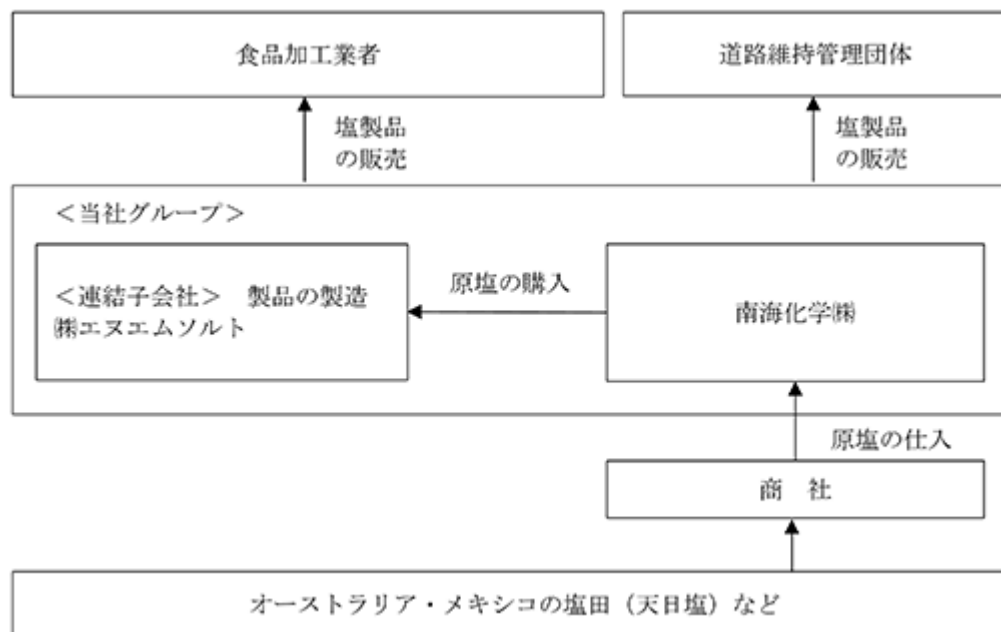 食品加工業者
道路維持管理団体
塩製品
の販売
塩製品
の販売
＜当社グループ＞
＜連結子会社＞　製品の製造
㈱エヌエムソルト
原塩の購入
南海化学㈱
原塩の仕入
商　社
オーストラリア・メキシコの塩田（天日塩）など